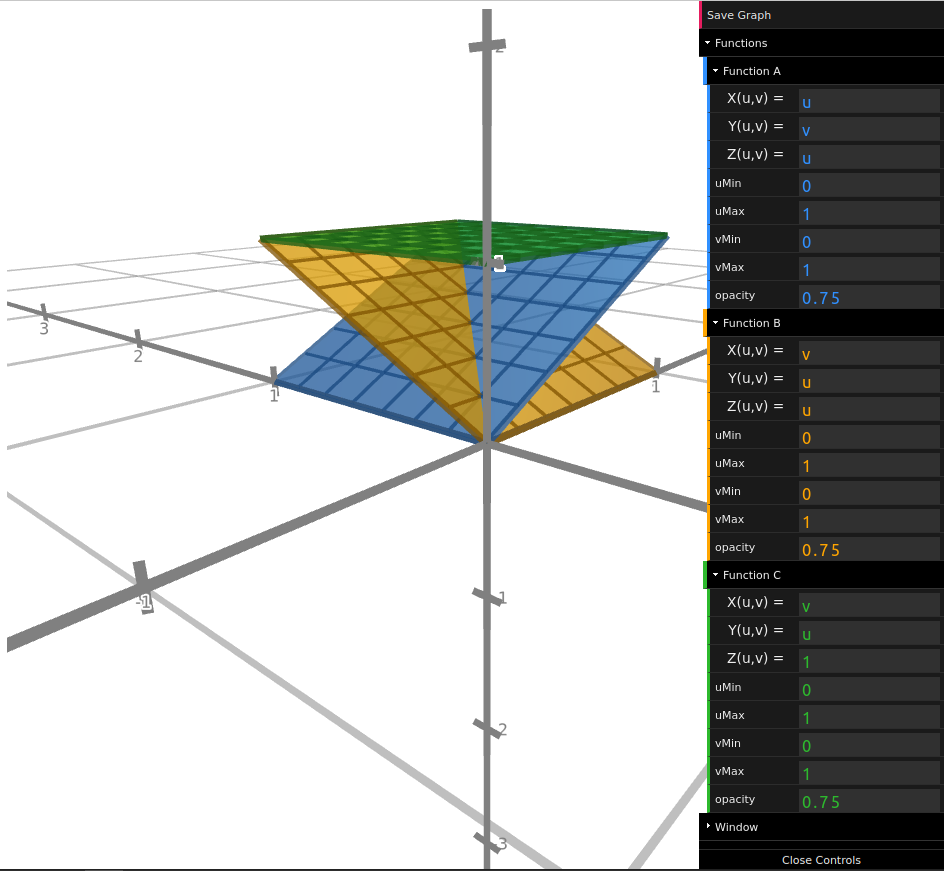 Save Graph
Functions
Function A
X(u,v) = u
Y(u,v) = v
Z(u,v) = u
uMin 0
uMax 1
vMin 0
vMax 1
opacity 0.75
Function B
X(u,v) = v
Y(u,v) = u
Z(u,v) = u
uMin 0
uMax 1
vMin 0
vMax 1
opacity 0.75
Function C
X(u,v) = v
Y(u,v) = u
Z(u,v) = 1
uMin 0
uMax 1
vMin 0
vMax 1
opacity 0.75
Window
Close Controls
2
3
2
1
1
-1
1
2
3